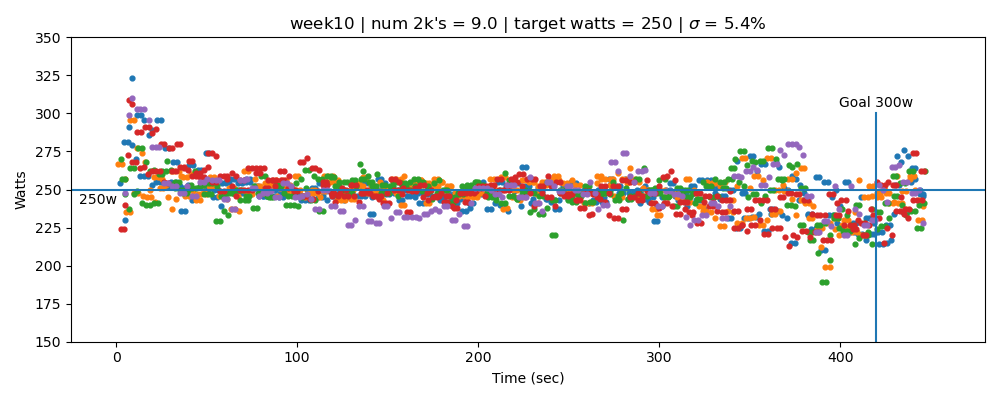 week10 | num 2k's = 9.0 | target watts = 250 | σ = 5.4%
350
325
300
275
250
225
200
175
150
Watts
250w
Goal 300w
0 100 200 300 400
Time (sec)